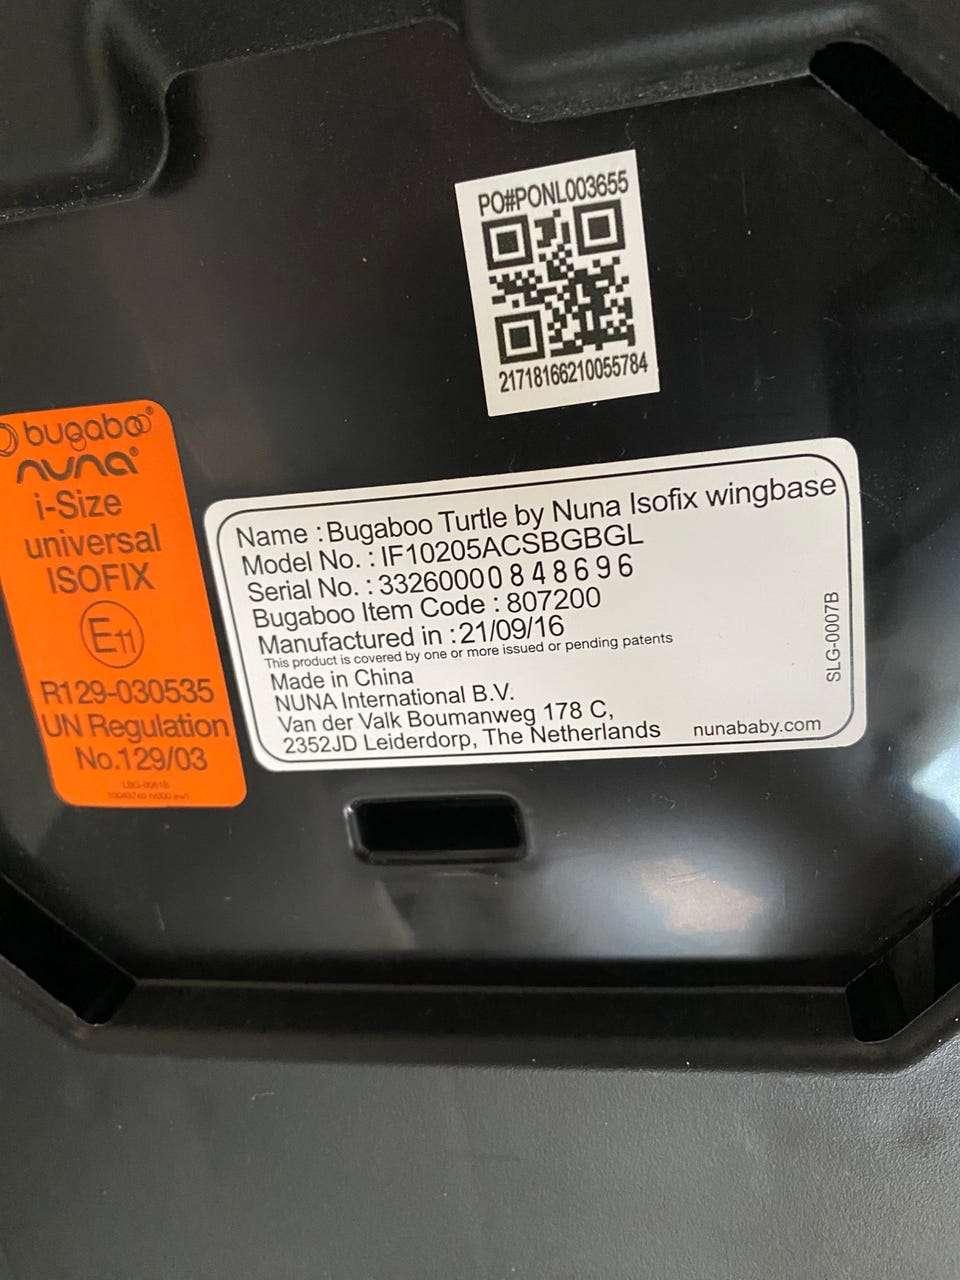 PO#PONL003655
21718166210055784
bugaboo®
nuna®
i-Size
universal
ISOFIX
E11
R129-030535
UN Regulation
No.129/03
Name : Bugaboo Turtle by Nuna Isofix wingbase
Model No. : IF10205ACSBGBGL
Serial No. : 33260000848696
Bugaboo Item Code : 807200
Manufactured in : 21/09/16
This product is covered by one or more issued or pending patents
Made in China
NUNA International B.V.
Van der Valk Boumanweg 178 C,
2352JD Leiderdorp, The Netherlands
nunababy.com
SLG-0007B